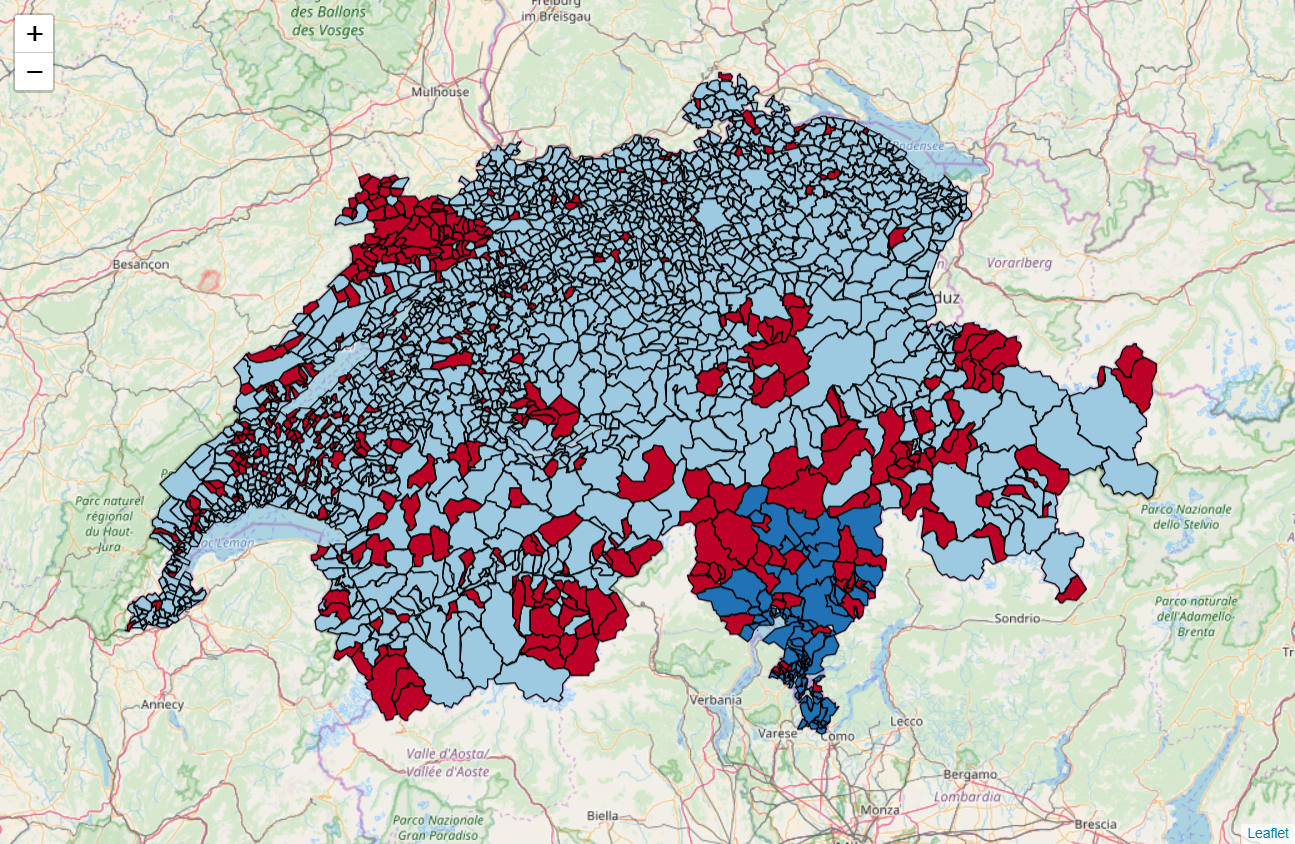 +
−
des Ballons
des Vosges
Freiburg
im Breisgau
Mulhouse
Bodensee
Besançon
Vorarlberg
duz
Parc naturel
régional
du Haut-
Jura
Parco Nazionale
dello Stelvio
Sondrio
Parco naturale
dell'Adamello-
Brenta
Annecy
Verbania
Lecco
Varese
Como
Valle d'Aosta/
Vallée d'Aoste
Bergamo
Lombardia
Biella
Monza
Brescia
Parco Nazionale
Gran Paradiso
Leaflet